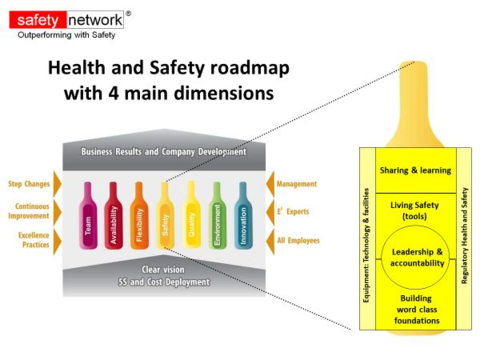 safety network®
Outperforming with Safety
Health and Safety roadmap
with 4 main dimensions
Business Results and Company Development
Step Changes
Continuous
Improvement
Excellence
Practices
Team
Availability
Flexibility
Safety
Quality
Environment
Innovation
Management
E² Experts
All Employees
Clear vision
5S and Cost Deployment
Equipment: Technology & facilities
Sharing & learning
Living Safety
(tools)
Leadership &
accountability
Building
word class
foundations
Regulatory Health and Safety